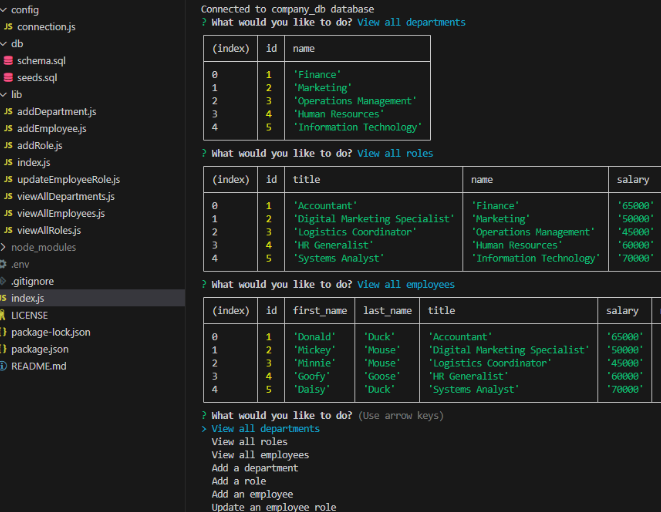 config
connection.js
db
schema.sql
seeds.sql
lib
addDepartment.js
addEmployee.js
addRole.js
index.js
updateEmployeeRole.js
viewAllDepartments.js
viewAllEmployees.js
viewAllRoles.js
node_modules
.env
.gitignore
index.js
LICENSE
package-lock.json
package.json
README.md
Connected to company_db database
? What would you like to do? View all departments
(index) id name
0 1 'Finance'
1 2 'Marketing'
2 3 'Operations Management'
3 4 'Human Resources'
4 5 'Information Technology'
? What would you like to do? View all roles
(index) id title name salary
0 1 'Accountant' 'Finance' '65000'
1 2 'Digital Marketing Specialist' 'Marketing' '50000'
2 3 'Logistics Coordinator' 'Operations Management' '45000'
3 4 'HR Generalist' 'Human Resources' '60000'
4 5 'Systems Analyst' 'Information Technology' '70000'
? What would you like to do? View all employees
(index) id first_name last_name title salary
0 1 'Donald' 'Duck' 'Accountant' '65000'
1 2 'Mickey' 'Mouse' 'Digital Marketing Specialist' '50000'
2 3 'Minnie' 'Mouse' 'Logistics Coordinator' '45000'
3 4 'Goofy' 'Goose' 'HR Generalist' '60000'
4 5 'Daisy' 'Duck' 'Systems Analyst' '70000'
? What would you like to do? (Use arrow keys)
> View all departments
View all roles
View all employees
Add a department
Add a role
Add an employee
Update an employee role